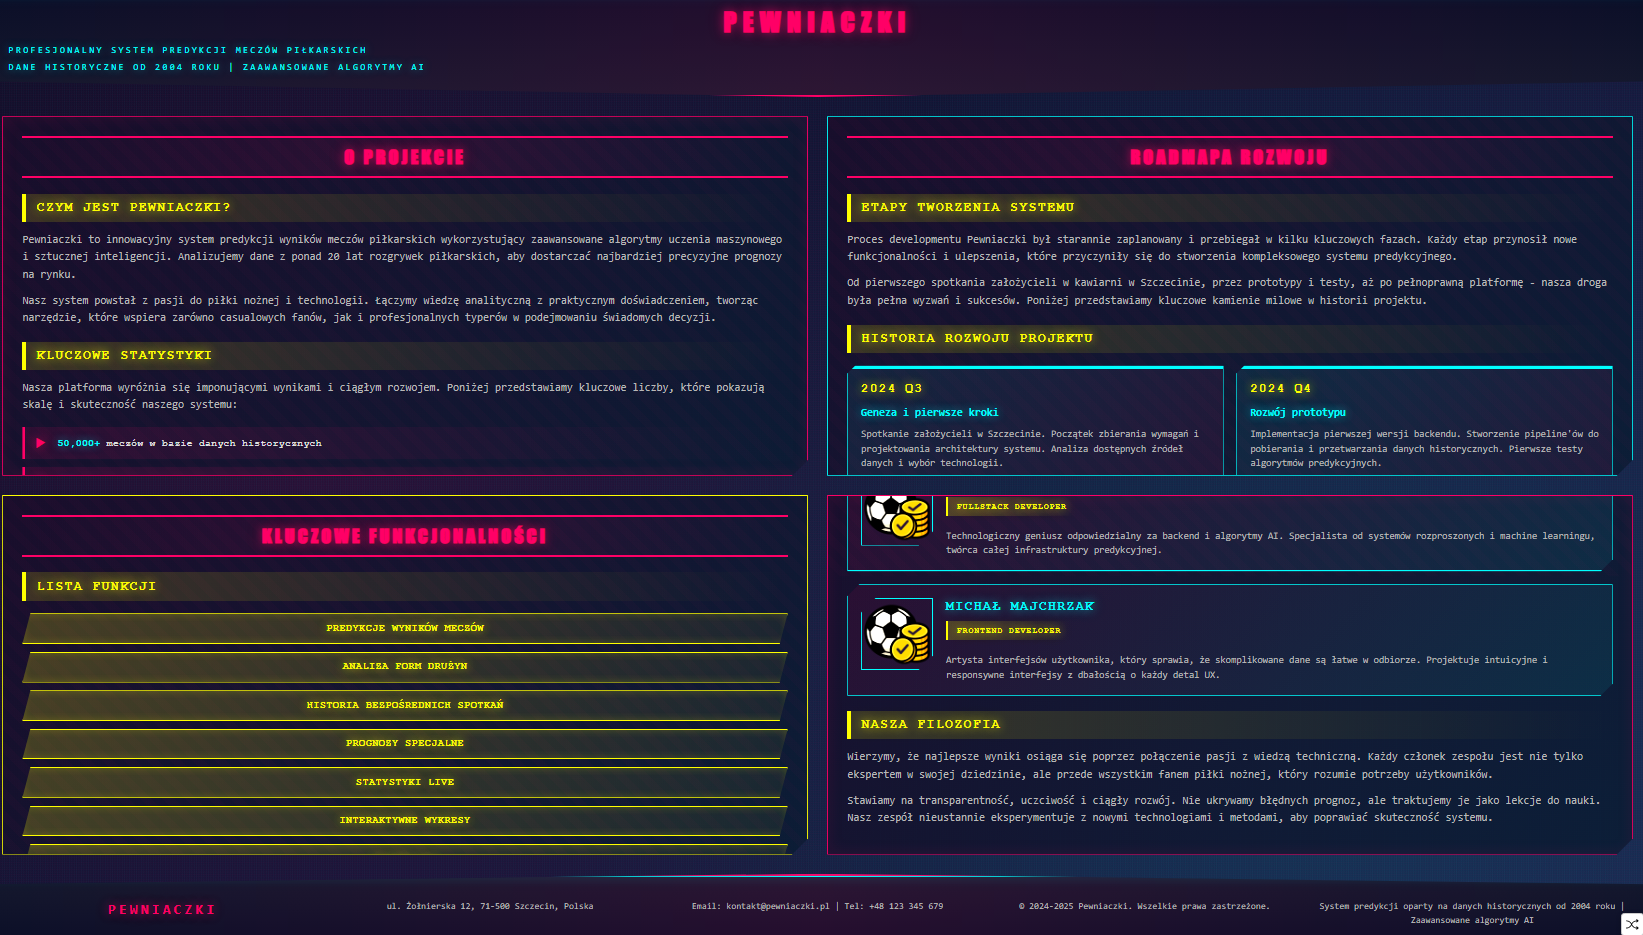 PEWNIACZKI
PROFESJONALNY SYSTEM PREDYKCJI MECZÓW PIŁKARSKICH
DANE HISTORYCZNE OD 2004 ROKU | ZAAWANSOWANE ALGORYTMY AI
O PROJEKCIE
CZYM JEST PEWNIACZKI?
Pewniaczki to innowacyjny system predykcji wyników meczów piłkarskich wykorzystujący zaawansowane algorytmy uczenia maszynowego
i sztucznej inteligencji. Analizujemy dane z ponad 20 lat rozgrywek piłkarskich, aby dostarczać najbardziej precyzyjne prognozy
na rynku.
Nasz system powstał z pasji do piłki nożnej i technologii. Łączymy wiedzę analityczną z praktycznym doświadczeniem, tworząc
narzędzie, które wspiera zarówno casualowych fanów, jak i profesjonalnych typerów w podejmowaniu świadomych decyzji.
KLUCZOWE STATYSTYKI
Nasza platforma wyróżnia się imponującymi wynikami i ciągłym rozwojem. Poniżej przedstawiamy kluczowe liczby, które pokazują
skalę i skuteczność naszego systemu:
50,000+ meczów w bazie danych historycznych
ROADMAPA ROZWOJU
ETAPY TWORZENIA SYSTEMU
Proces developmentu Pewniaczki był starannie zaplanowany i przebiegał w kilku kluczowych fazach. Każdy etap przynosił nowe
funkcjonalności i ulepszenia, które przyczyniły się do stworzenia kompleksowego systemu predykcyjnego.
Od pierwszego spotkania założycieli w kawiarni w Szczecinie, przez prototypy i testy, aż po pełnoprawną platformę - nasza droga
była pełna wyzwań i sukcesów. Poniżej przedstawiamy kluczowe kamienie milowe w historii projektu.
HISTORIA ROZWOJU PROJEKTU
2024 Q3
Geneza i pierwsze kroki
Spotkanie założycieli w Szczecinie. Początek zbierania wymagań i
projektowania architektury systemu. Analiza dostępnych źródeł
danych i wybór technologii.
2024 Q4
Rozwój prototypu
Implementacja pierwszej wersji backendu. Stworzenie pipeline'ów do
pobierania i przetwarzania danych historycznych. Pierwsze testy
algorytmów predykcyjnych.
KLUCZOWE FUNKCJONALNOŚCI
LISTA FUNKCJI
PREDYKCJE WYNIKÓW MECZÓW
ANALIZA FORM DRUŻYN
HISTORIA BEZPOŚREDNICH SPOTKAŃ
PROGNOZY SPECJALNE
STATYSTYKI LIVE
INTERAKTYWNE WYKRESY
FULLSTACK DEVELOPER
Technologiczny geniusz odpowiedzialny za backend i algorytmy AI. Specjalista od systemów rozproszonych i machine learningu,
twórca całej infrastruktury predykcyjnej.
MICHAŁ MAJCHRZAK
FRONTEND DEVELOPER
Artysta interfejsów użytkownika, który sprawia, że skomplikowane dane są łatwe w odbiorze. Projektuje intuicyjne i
responsywne interfejsy z dbałością o każdy detal UX.
NASZA FILOZOFIA
Wierzymy, że najlepsze wyniki osiąga się poprzez połączenie pasji z wiedzą techniczną. Każdy członek zespołu jest nie tylko
ekspertem w swojej dziedzinie, ale przede wszystkim fanem piłki nożnej, który rozumie potrzeby użytkowników.
Stawiamy na transparentność, uczciwość i ciągły rozwój. Nie ukrywamy błędnych prognoz, ale traktujemy je jako lekcje do nauki.
Nasz zespół nieustannie eksperymentuje z nowymi technologiami i metodami, aby poprawiać skuteczność systemu.
PEWNIACZKI
ul. Żołnierska 12, 71-500 Szczecin, Polska
Email: kontakt@pewniaczki.pl | Tel: +48 123 345 679
© 2024-2025 Pewniaczki. Wszelkie prawa zastrzeżone.
System predykcji oparty na danych historycznych od 2004 roku |
Zaawansowane algorytmy AI